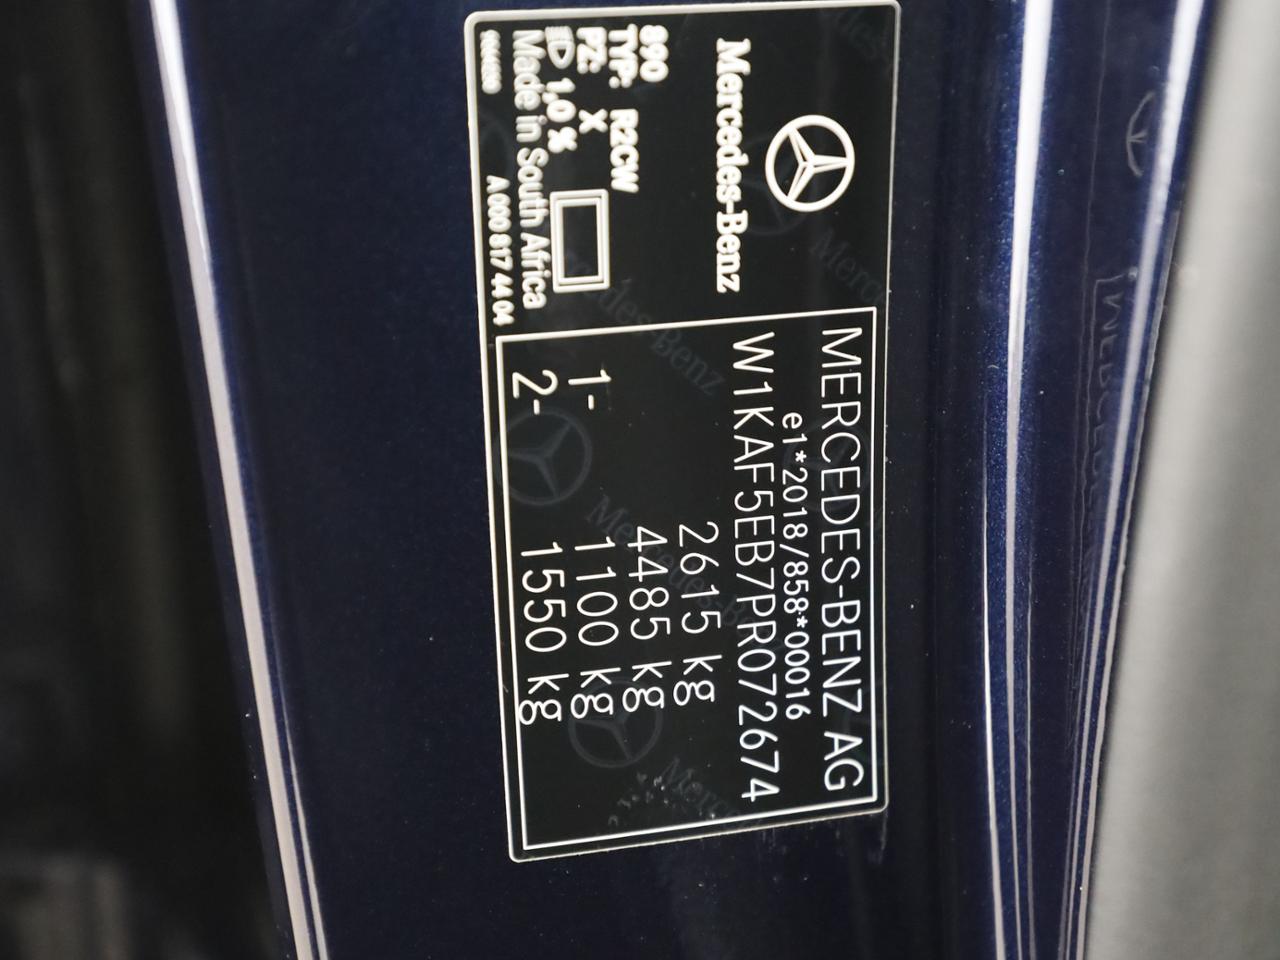 Mercedes-Benz
890
TYP: R2CW
PZ: X
1,0 %
Made in South Africa
A 000 817 44 04
MERCEDES-BENZ AG
e1*2018/858*00016
W1KAF5EB7PR072674
2615 kg
4485 kg
1- 1100 kg
2- 1550 kg